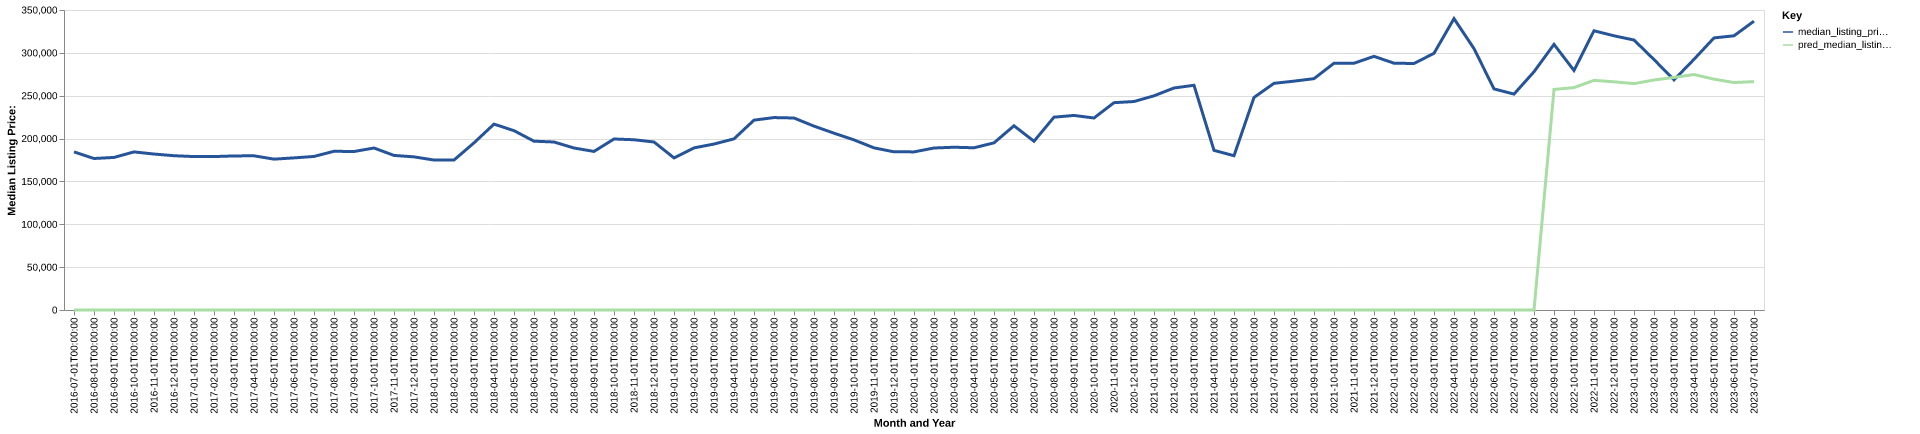 350,000
300,000
250,000
200,000
150,000
100,000
50,000
0
Median Listing Price:
2016-07-01T00:00:00
2016-08-01T00:00:00
2016-09-01T00:00:00
2016-10-01T00:00:00
2016-11-01T00:00:00
2016-12-01T00:00:00
2017-01-01T00:00:00
2017-02-01T00:00:00
2017-03-01T00:00:00
2017-04-01T00:00:00
2017-05-01T00:00:00
2017-06-01T00:00:00
2017-07-01T00:00:00
2017-08-01T00:00:00
2017-09-01T00:00:00
2017-10-01T00:00:00
2017-11-01T00:00:00
2017-12-01T00:00:00
2018-01-01T00:00:00
2018-02-01T00:00:00
2018-03-01T00:00:00
2018-04-01T00:00:00
2018-05-01T00:00:00
2018-06-01T00:00:00
2018-07-01T00:00:00
2018-08-01T00:00:00
2018-09-01T00:00:00
2018-10-01T00:00:00
2018-11-01T00:00:00
2018-12-01T00:00:00
2019-01-01T00:00:00
2019-02-01T00:00:00
2019-03-01T00:00:00
2019-04-01T00:00:00
2019-05-01T00:00:00
2019-06-01T00:00:00
2019-07-01T00:00:00
2019-08-01T00:00:00
2019-09-01T00:00:00
2019-10-01T00:00:00
2019-11-01T00:00:00
2019-12-01T00:00:00
2020-01-01T00:00:00
2020-02-01T00:00:00
2020-03-01T00:00:00
2020-04-01T00:00:00
2020-05-01T00:00:00
2020-06-01T00:00:00
2020-07-01T00:00:00
2020-08-01T00:00:00
2020-09-01T00:00:00
2020-10-01T00:00:00
2020-11-01T00:00:00
2020-12-01T00:00:00
2021-01-01T00:00:00
2021-02-01T00:00:00
2021-03-01T00:00:00
2021-04-01T00:00:00
2021-05-01T00:00:00
2021-06-01T00:00:00
2021-07-01T00:00:00
2021-08-01T00:00:00
2021-09-01T00:00:00
2021-10-01T00:00:00
2021-11-01T00:00:00
2021-12-01T00:00:00
2022-01-01T00:00:00
2022-02-01T00:00:00
2022-03-01T00:00:00
2022-04-01T00:00:00
2022-05-01T00:00:00
2022-06-01T00:00:00
2022-07-01T00:00:00
2022-08-01T00:00:00
2022-09-01T00:00:00
2022-10-01T00:00:00
2022-11-01T00:00:00
2022-12-01T00:00:00
2023-01-01T00:00:00
2023-02-01T00:00:00
2023-03-01T00:00:00
2023-04-01T00:00:00
2023-05-01T00:00:00
2023-06-01T00:00:00
2023-07-01T00:00:00
Month and Year
Key
median_listing_pri…
pred_median_listin…